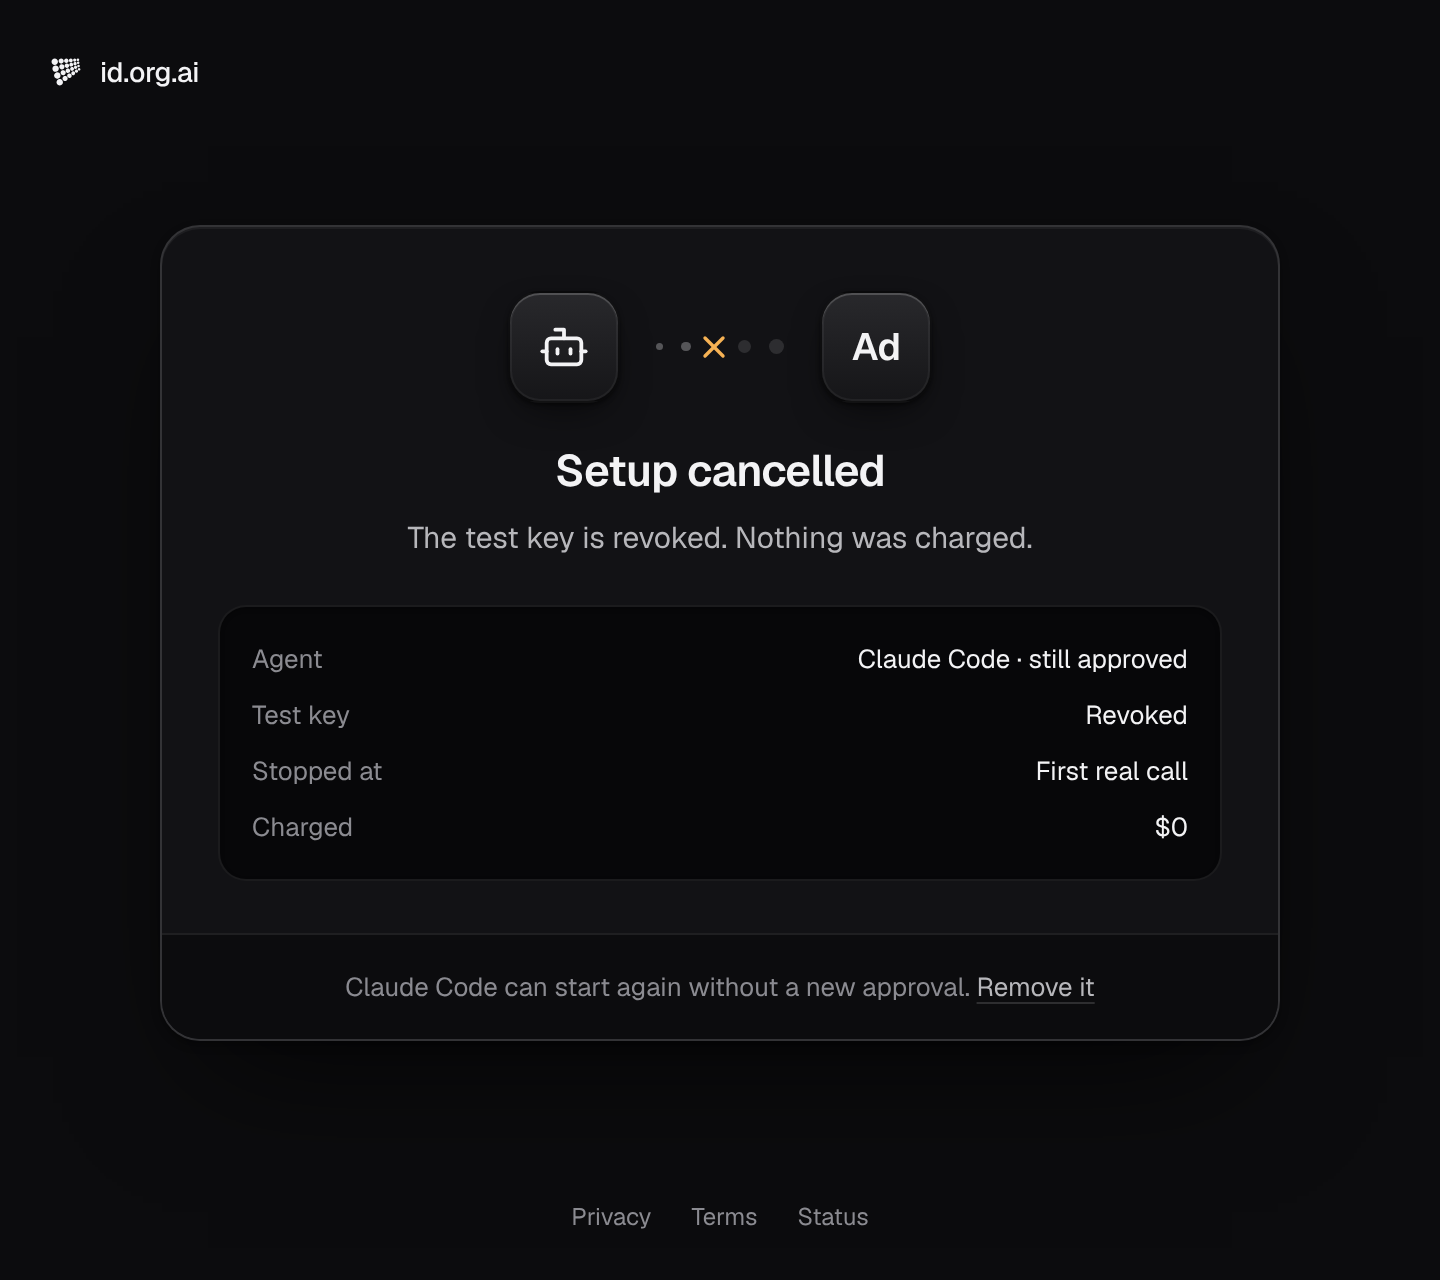 id.org.ai
Ad
Setup cancelled
The test key is revoked. Nothing was charged.
Agent
Claude Code · still approved
Test key
Revoked
Stopped at
First real call
Charged
$0
Claude Code can start again without a new approval. Remove it
Privacy Terms Status